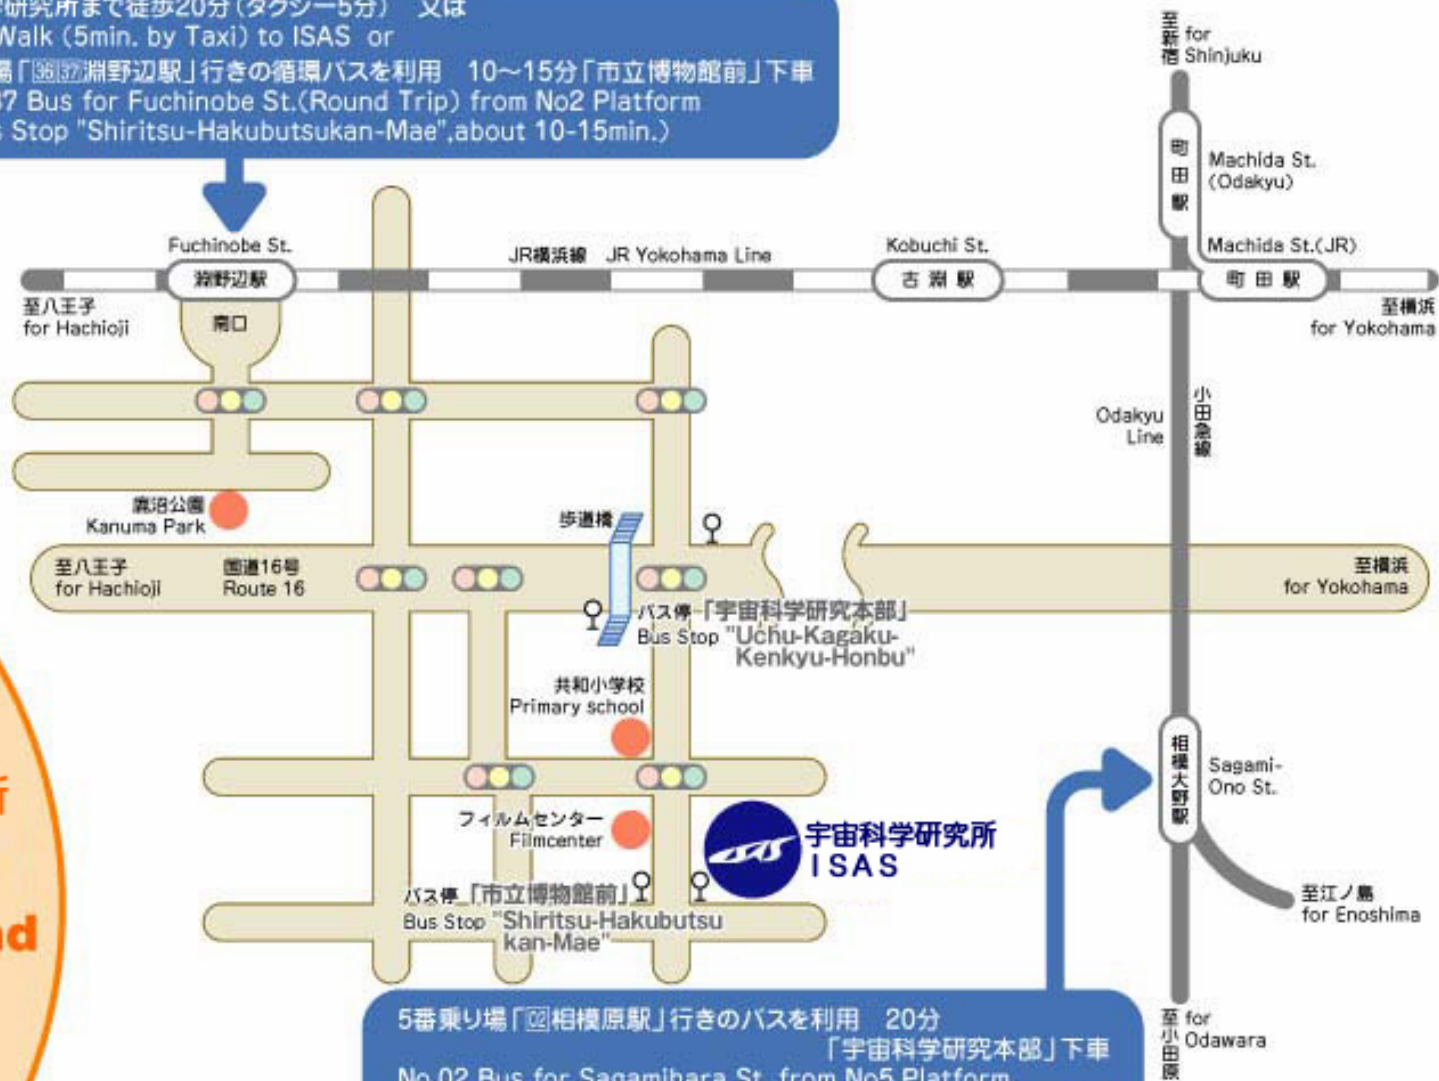 研究所まで徒歩20分(タクシー5分) 又は
Walk (5min. by Taxi) to ISAS or
場「36 37淵野辺駅」行きの循環バスを利用 10〜15分「市立博物館前」下車
37 Bus for Fuchinobe St.(Round Trip) from No2 Platform
Stop "Shiritsu-Hakubutsukan-Mae",about 10-15min.)
至新宿
for
Shinjuku
町田駅
Machida St.
(Odakyu)
Fuchinobe St.
淵野辺駅
南口
JR横浜線 JR Yokohama Line
Kobuchi St.
古淵駅
Machida St.(JR)
町田駅
至八王子
for Hachioji
至横浜
for Yokohama
Odakyu
Line
小田急線
鹿沼公園
Kanuma Park
歩道橋
至八王子
for Hachioji
国道16号
Route 16
至横浜
for Yokohama
バス停「宇宙科学研究本部」
Bus Stop "Uchu-Kagaku-
Kenkyu-Honbu"
共和小学校
Primary school
相模大野駅
Sagami-
Ono St.
フィルムセンター
Filmcenter
宇宙科学研究所
ISAS
バス停「市立博物館前」
Bus Stop "Shiritsu-Hakubutsu
kan-Mae"
至江ノ島
for Enoshima
5番乗り場「02相模原駅」行きのバスを利用 20分
「宇宙科学研究本部」下車
No.02 Bus for Sagamihara St. from No5 Platform
至小田原
for
Odawara